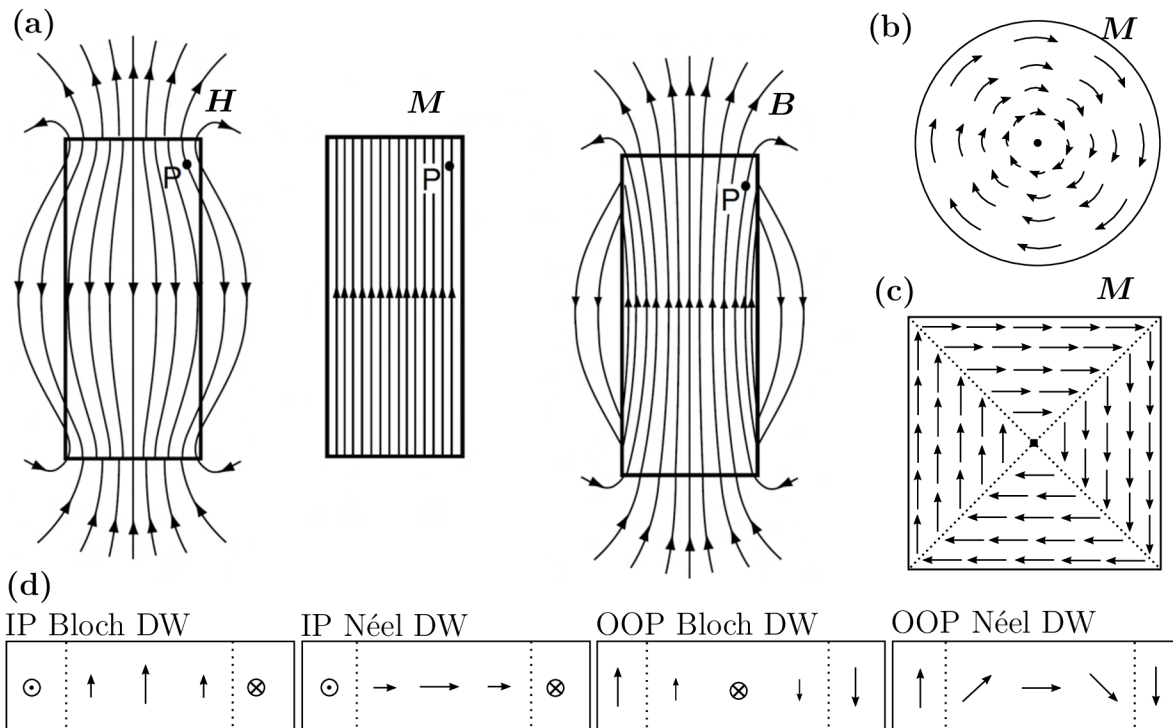 (a)
H
M
B
P
P
P
(b)
M
(c)
M
(d)
IP Bloch DW
IP Néel DW
OOP Bloch DW
OOP Néel DW